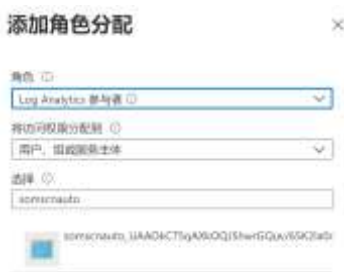 添加角色分配
角色
Log Analytics 参与者
将访问权限分配到
用户、组或服务主体
选择
somscnauto